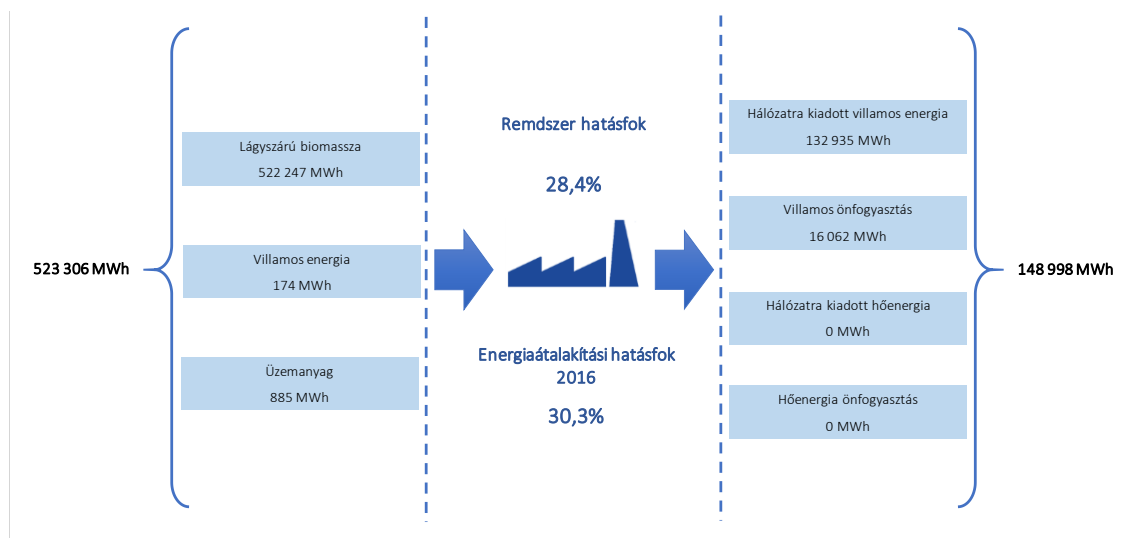 523 306 MWh
Lágyszárú biomassza
522 247 MWh
Villamos energia
174 MWh
Üzemanyag
885 MWh
Remdszer hatásfok
28,4%
Energiaátalakítási hatásfok
2016
30,3%
Hálózatra kiadott villamos energia
132 935 MWh
Villamos önfogyasztás
16 062 MWh
Hálózatra kiadott hőenergia
0 MWh
Hőenergia önfogyasztás
0 MWh
148 998 MWh